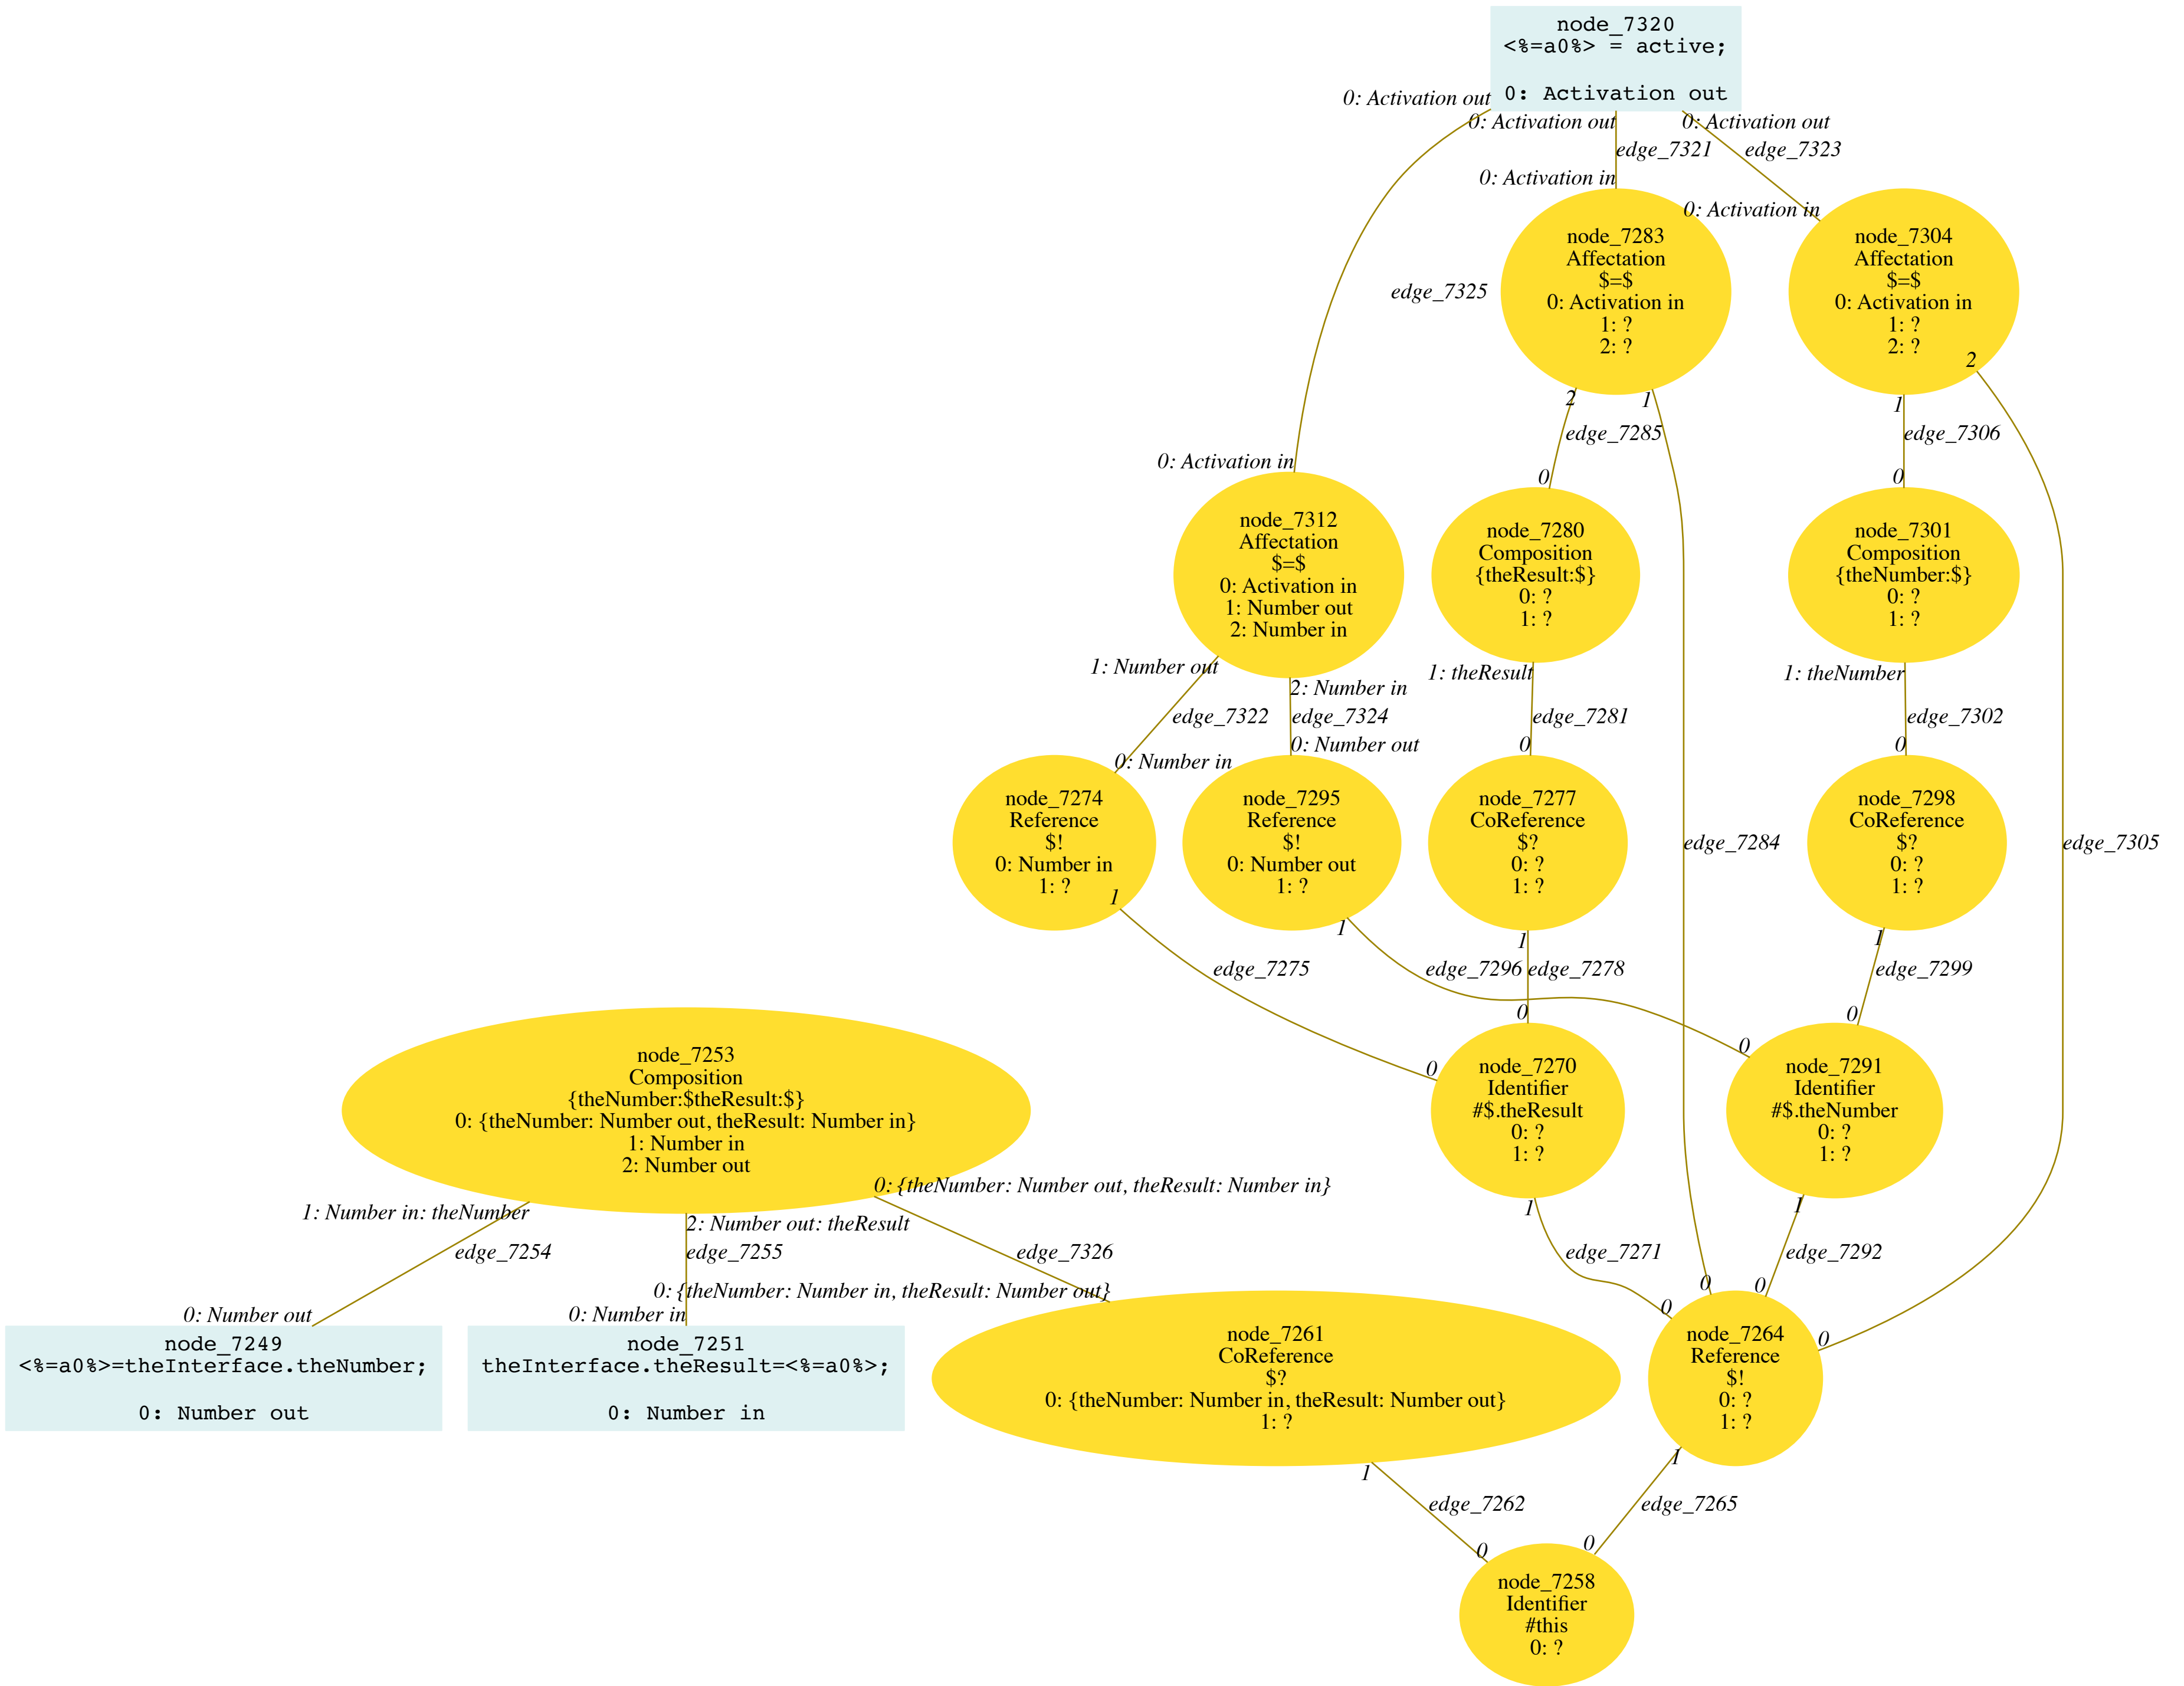 node_7320
<%=a0%> = active;
0: Activation out
0: Activation out
0: Activation out
0: Activation out
edge_7321
edge_7323
0: Activation in
0: Activation in
node_7283
Affectation
$=$
0: Activation in
1: ?
2: ?
node_7304
Affectation
$=$
0: Activation in
1: ?
2: ?
edge_7325
2
2
1
1
edge_7285
edge_7306
0: Activation in
0
0
node_7312
Affectation
$=$
0: Activation in
1: Number out
2: Number in
node_7280
Composition
{theResult:$}
0: ?
1: ?
node_7301
Composition
{theNumber:$}
0: ?
1: ?
1: Number out
2: Number in
1: theResult
1: theNumber
edge_7322
edge_7324
edge_7281
edge_7302
0: Number in
0: Number out
0
0
node_7274
Reference
$!
0: Number in
1: ?
node_7295
Reference
$!
0: Number out
1: ?
node_7277
CoReference
$?
0: ?
1: ?
node_7298
CoReference
$?
0: ?
1: ?
edge_7284
edge_7305
1
1
1
1
edge_7275
edge_7296
edge_7278
edge_7299
0
0
0
0
node_7253
Composition
{theNumber:$theResult:$}
0: {theNumber: Number out, theResult: Number in}
1: Number in
2: Number out
node_7270
Identifier
#$.theResult
0: ?
1: ?
node_7291
Identifier
#$.theNumber
0: ?
1: ?
0: {theNumber: Number out, theResult: Number in}
1: Number in: theNumber
2: Number out: theResult
1
1
edge_7254
edge_7255
edge_7326
edge_7271
edge_7292
0: Number out
0: Number in
0: {theNumber: Number in, theResult: Number out}
0
0
0
0
node_7249
<%=a0%>=theInterface.theNumber;
0: Number out
node_7251
theInterface.theResult=<%=a0%>;
0: Number in
node_7261
CoReference
$?
0: {theNumber: Number in, theResult: Number out}
1: ?
node_7264
Reference
$!
0: ?
1: ?
1
1
edge_7262
edge_7265
0
0
node_7258
Identifier
#this
0: ?